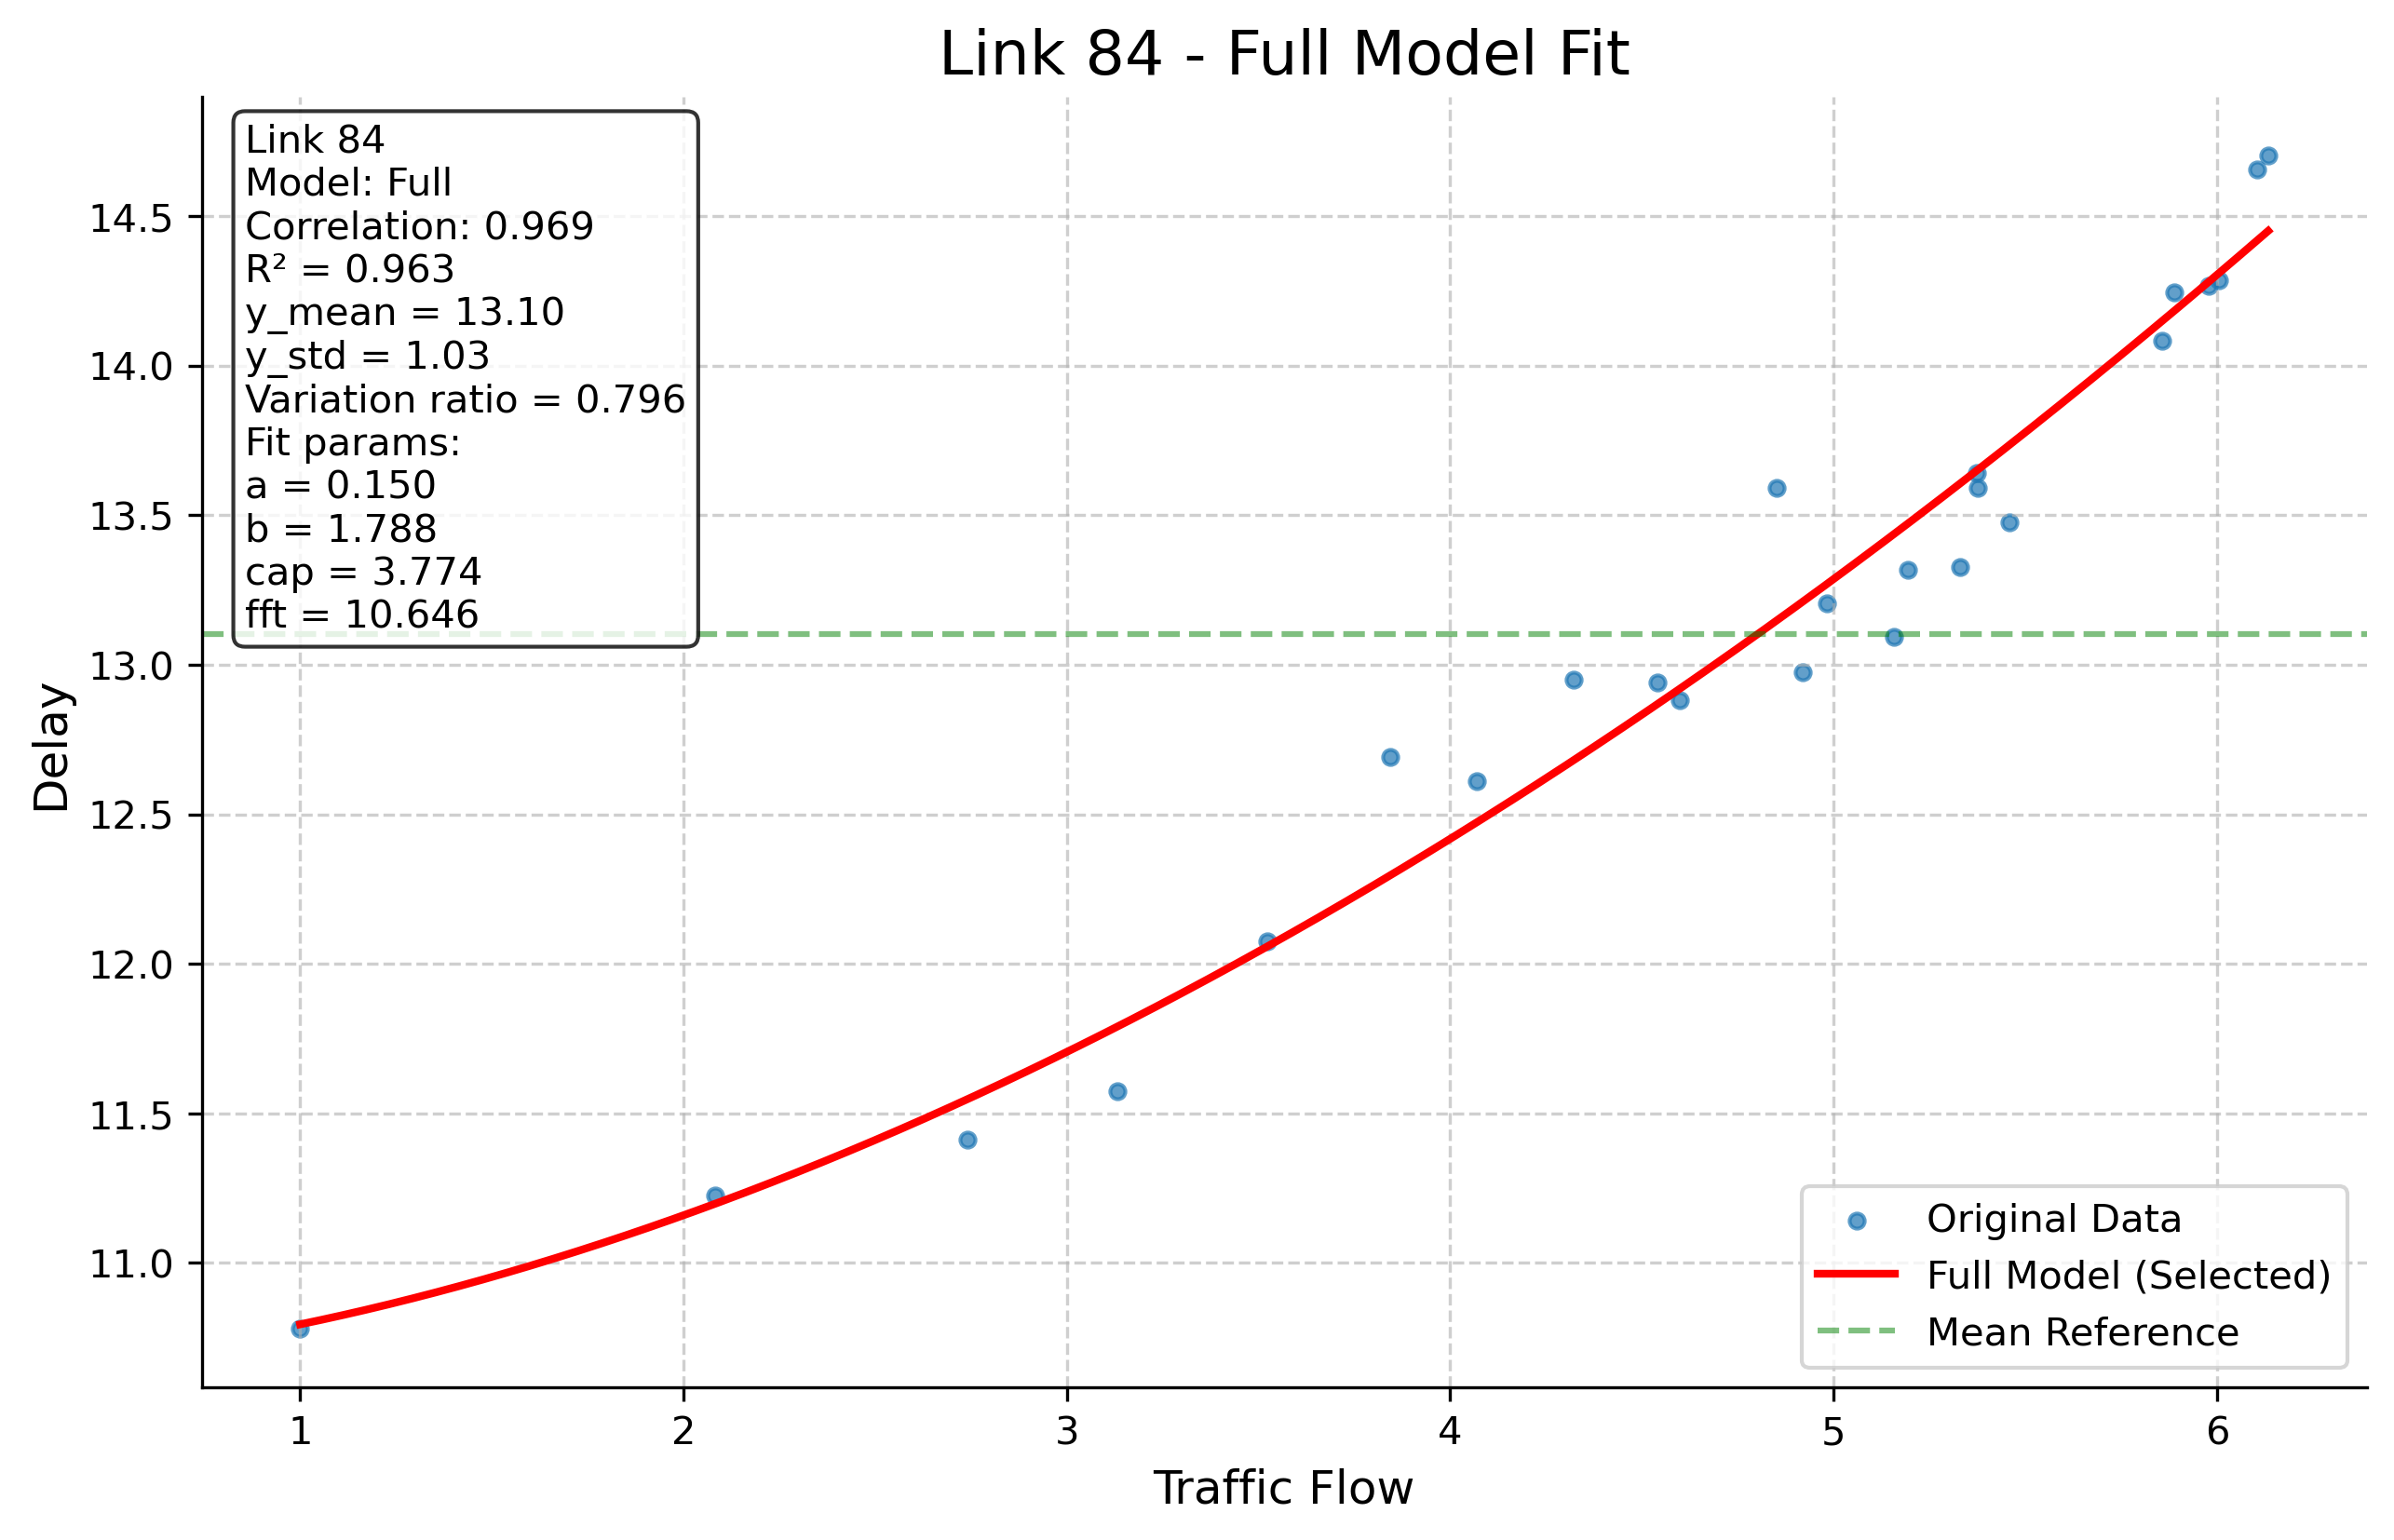 Link 84 - Full Model Fit
Link 84
Model: Full
Correlation: 0.969
R² = 0.963
y_mean = 13.10
y_std = 1.03
Variation ratio = 0.796
Fit params:
a = 0.150
b = 1.788
cap = 3.774
fft = 10.646
14.5
14.0
13.5
13.0
12.5
12.0
11.5
11.0
Delay
Original Data
Full Model (Selected)
Mean Reference
1 2 3 4 5 6
Traffic Flow